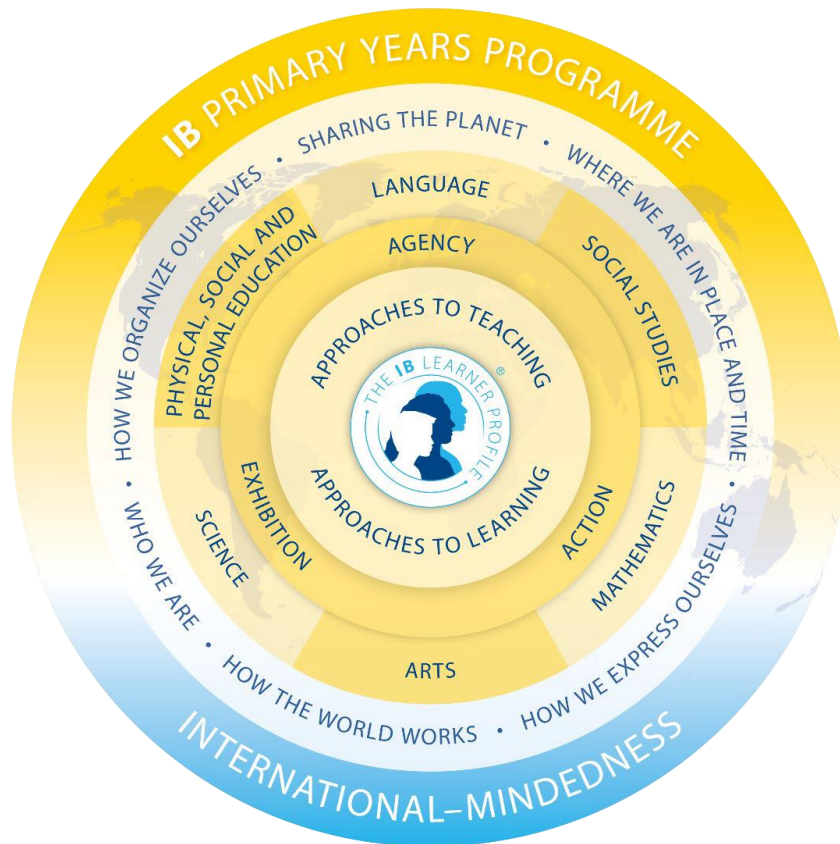 IB PRIMARY YEARS PROGRAMME
SHARING THE PLANET
•
WHERE WE ARE IN PLACE AND TIME
•
HOW WE EXPRESS OURSELVES
•
HOW THE WORLD WORKS
•
WHO WE ARE
•
HOW WE ORGANIZE OURSELVES
•
LANGUAGE
SOCIAL STUDIES
MATHEMATICS
ARTS
SCIENCE
PHYSICAL, SOCIAL AND
PERSONAL EDUCATION
AGENCY
ACTION
EXHIBITION
APPROACHES TO TEACHING
THE IB LEARNER PROFILE®
APPROACHES TO LEARNING
INTERNATIONAL–MINDEDNESS